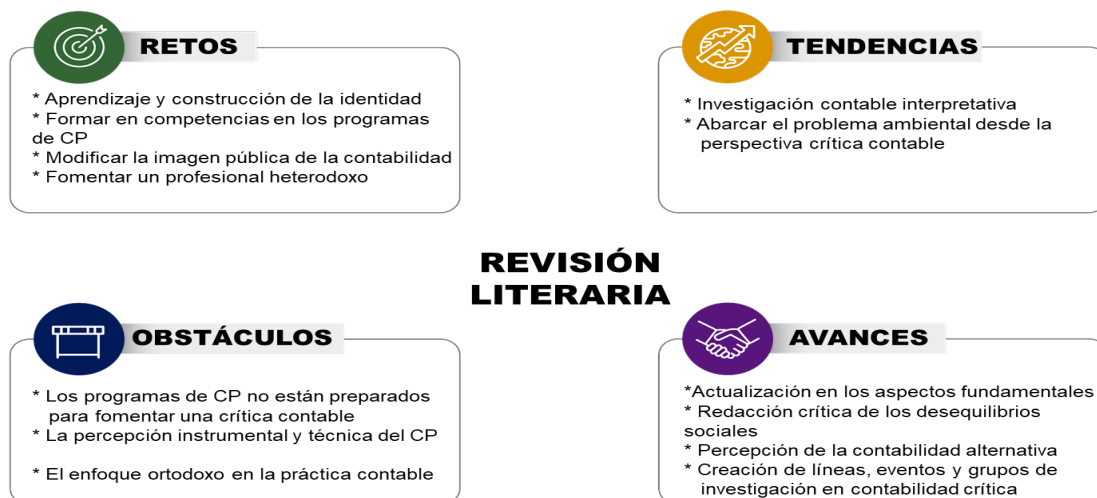 RETOS
* Aprendizaje y construcción de la identidad
* Formar en competencias en los programas
de CP
* Modificar la imagen pública de la contabilidad
* Fomentar un profesional heterodoxo
TENDENCIAS
* Investigación contable interpretativa
* Abarcar el problema ambiental desde la
perspectiva crítica contable
REVISIÓN
LITERARIA
OBSTÁCULOS
* Los programas de CP no están preparados
para fomentar una crítica contable
* La percepción instrumental y técnica del CP
* El enfoque ortodoxo en la práctica contable
AVANCES
*Actualización en los aspectos fundamentales
* Redacción crítica de los desequilibrios
sociales
* Percepción de la contabilidad alternativa
* Creación de líneas, eventos y grupos de
investigación en contabilidad crítica